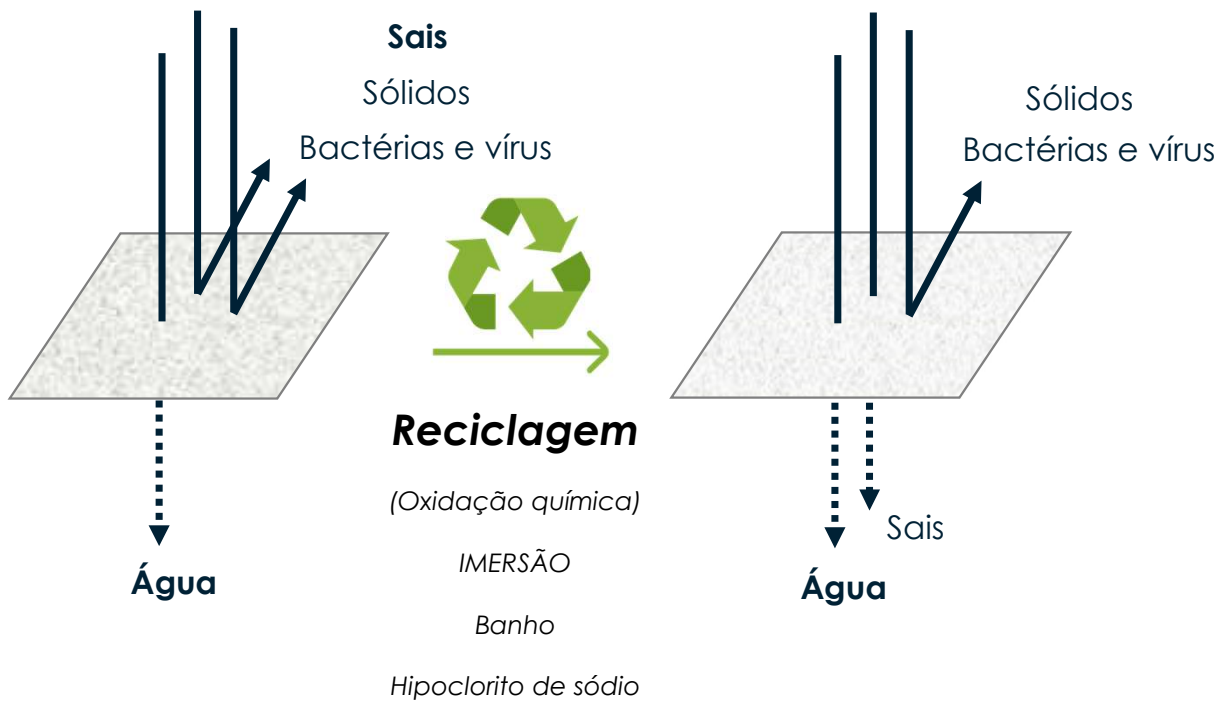 Sais
Sólidos
Bactérias e vírus
Água
Reciclagem
(Oxidação química)
IMERSÃO
Banho
Hipoclorito de sódio
Sólidos
Bactérias e vírus
Sais
Água